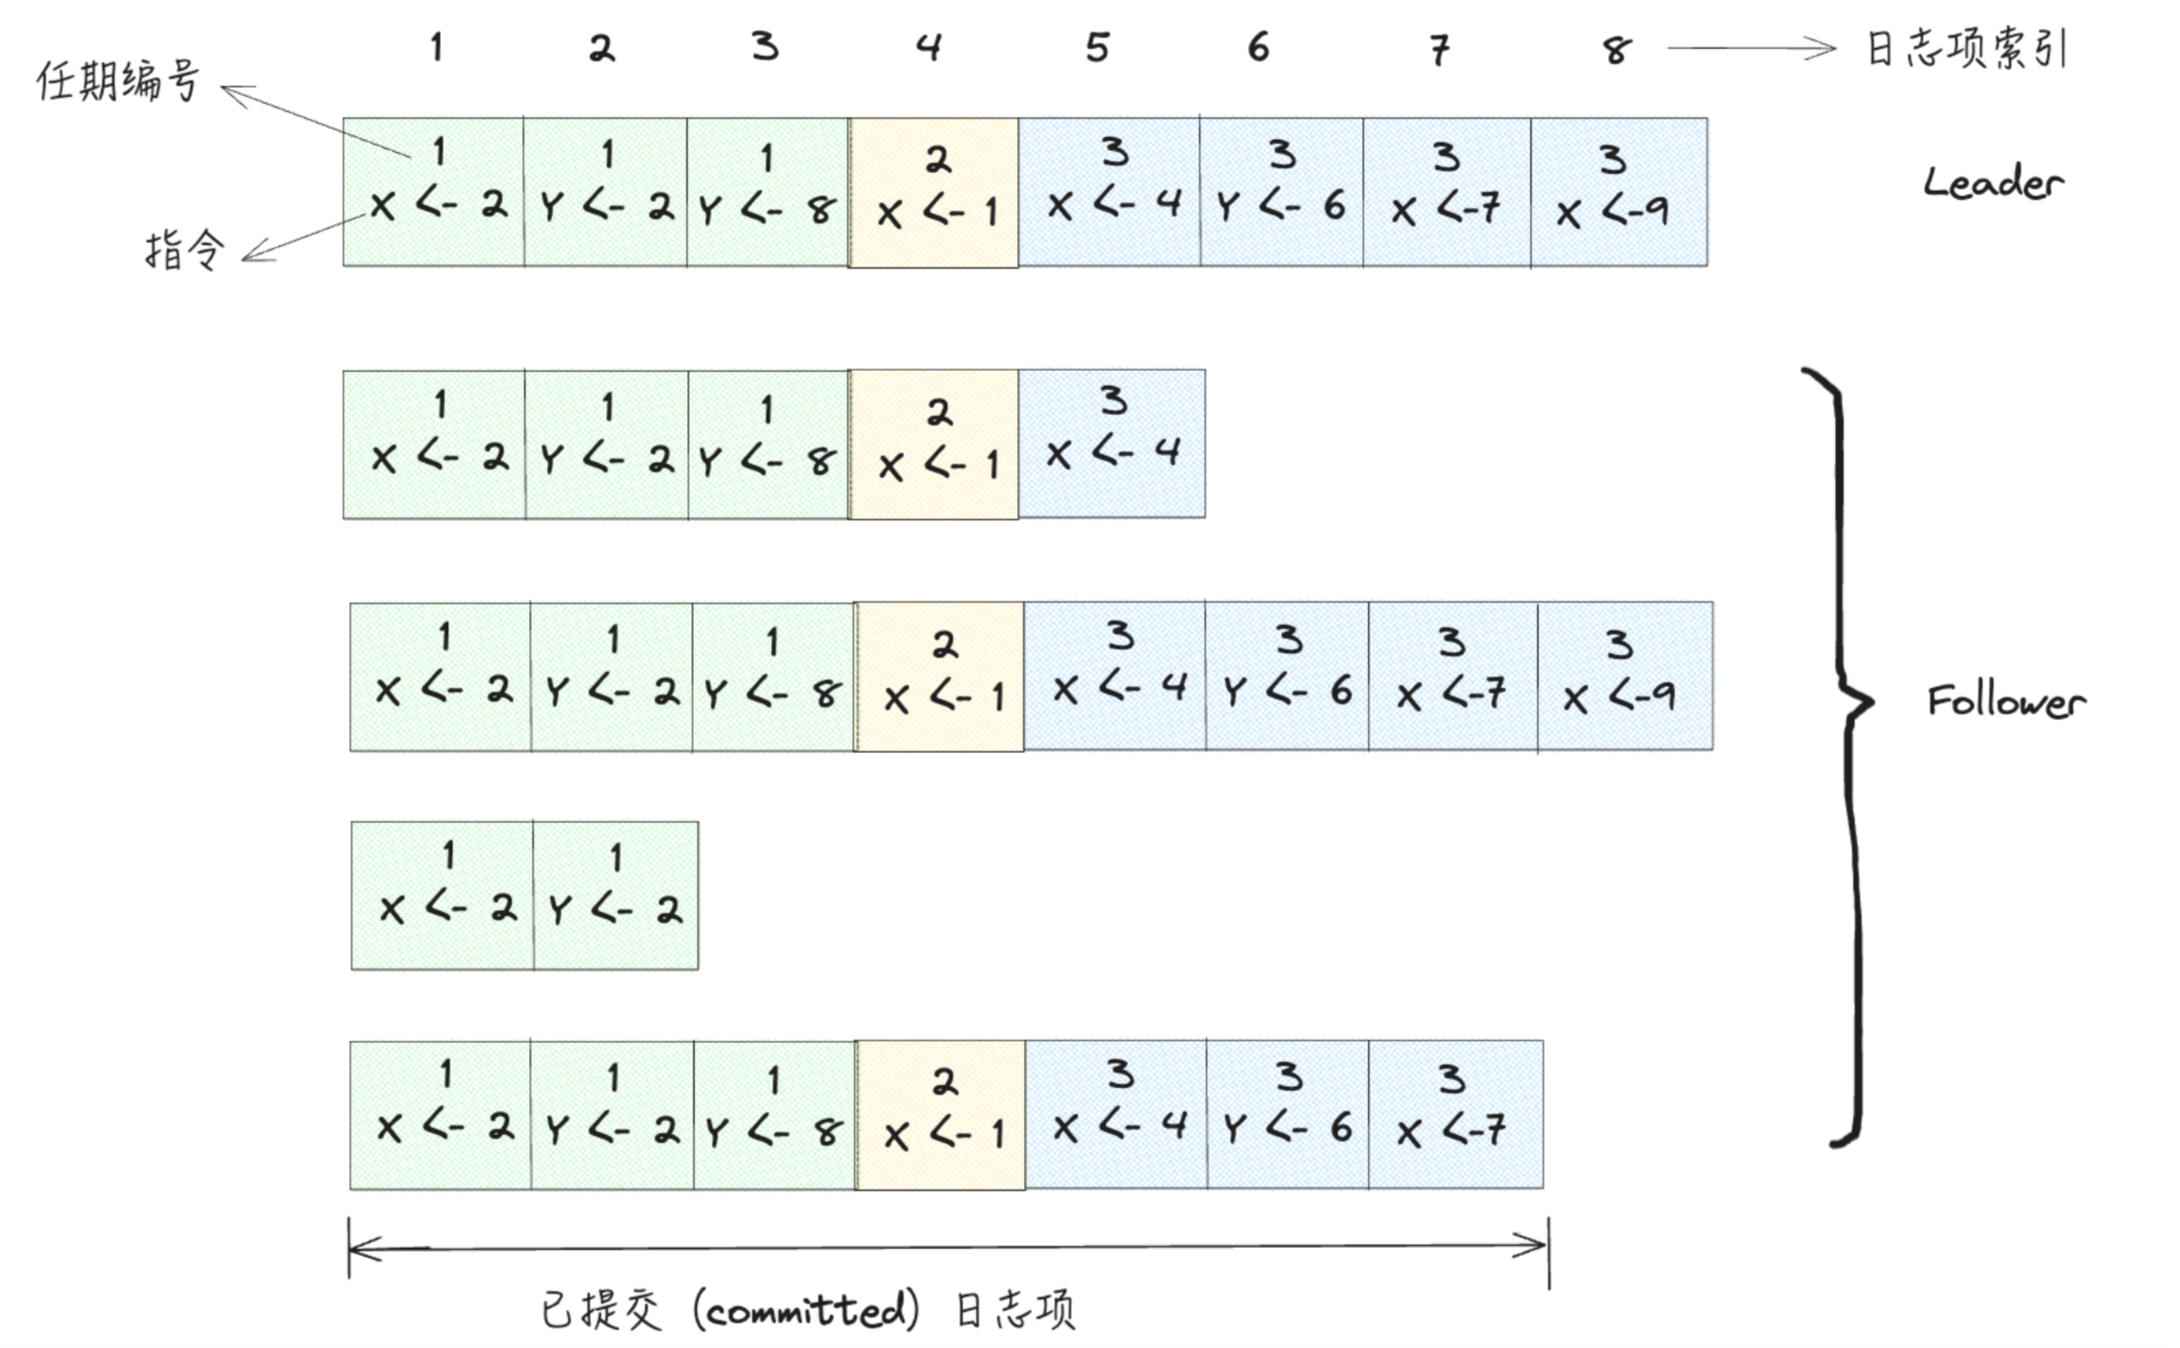 1 2 3 4 5 6 7 8 日志项索引
任期编号
1 1 1 2 3 3 3 3
X <- 2 Y <- 2 Y <- 8 X <- 1 X <- 4 Y <- 6 X <-7 X <-9
Leader
指令
1 1 1 2 3
X <- 2 Y <- 2 Y <- 8 X <- 1 X <- 4
1 1 1 2 3 3 3 3
X <- 2 Y <- 2 Y <- 8 X <- 1 X <- 4 Y <- 6 X <-7 X <-9
Follower
1 1
X <- 2 Y <- 2
1 1 1 2 3 3 3
X <- 2 Y <- 2 Y <- 8 X <- 1 X <- 4 Y <- 6 X <-7
已提交 (committed) 日志项